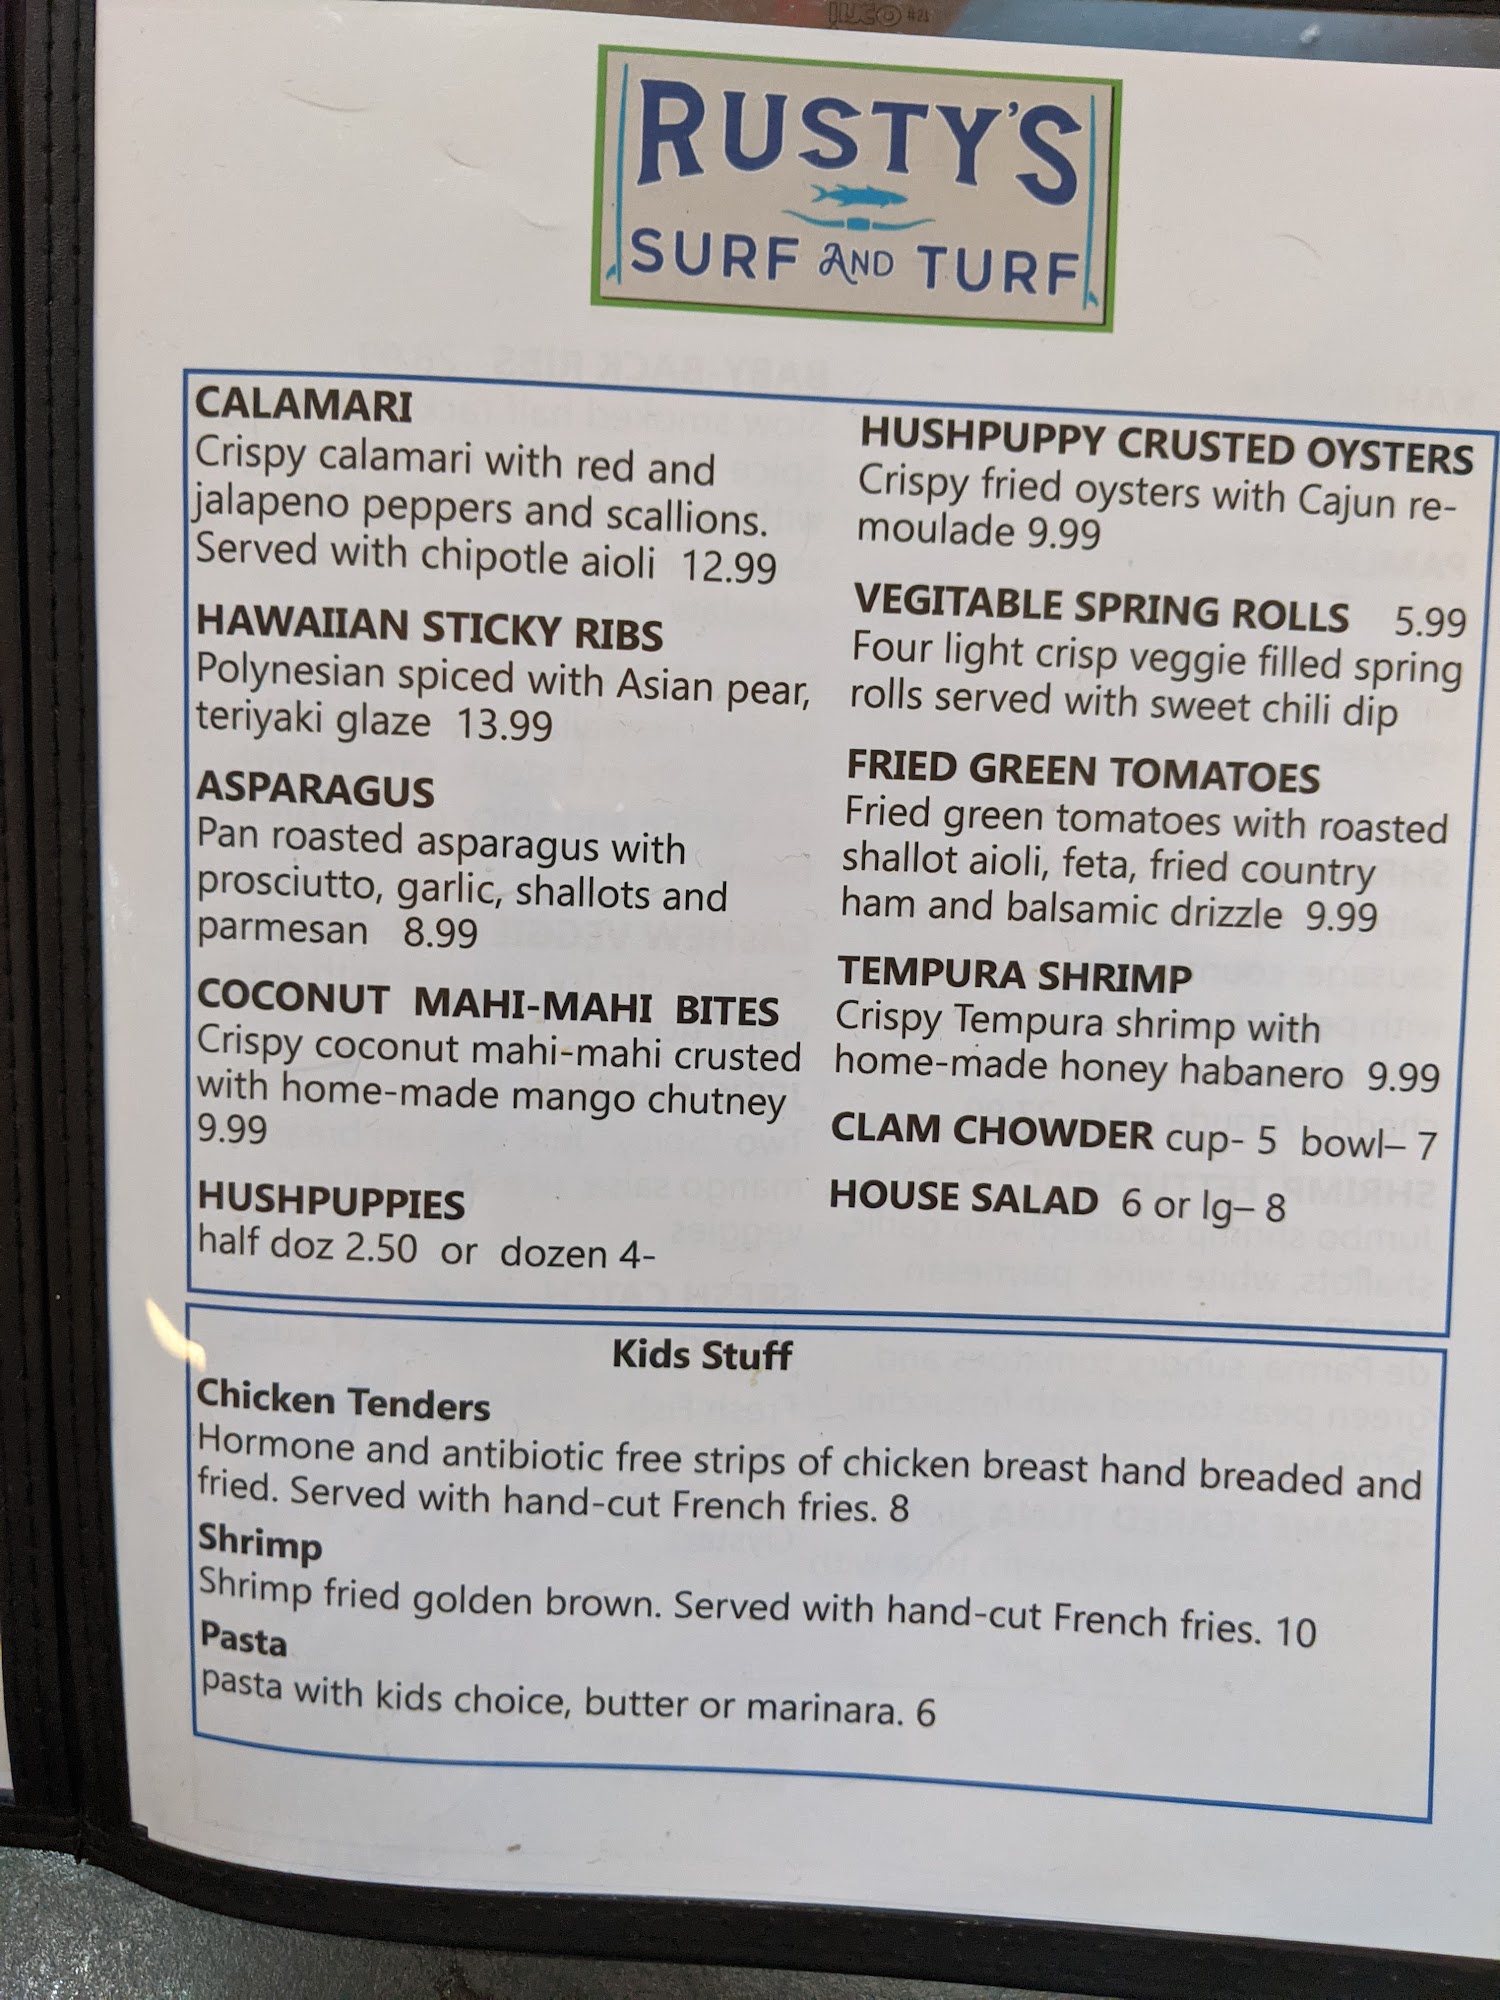 RUSTY'S
SURF AND TURF
CALAMARI
Crispy calamari with red and
jalapeno peppers and scallions.
Served with chipotle aioli 12.99
HAWAIIAN STICKY RIBS
Polynesian spiced with Asian pear,
teriyaki glaze 13.99
ASPARAGUS
Pan roasted asparagus with
prosciutto, garlic, shallots and
parmesan 8.99
COCONUT MAHI-MAHI BITES
Crispy coconut mahi-mahi crusted
with home-made mango chutney
9.99
HUSHPUPPIES
half doz 2.50 or dozen 4-
HUSHPUPPY CRUSTED OYSTERS
Crispy fried oysters with Cajun re-
moulade 9.99
VEGITABLE SPRING ROLLS 5.99
Four light crisp veggie filled spring
rolls served with sweet chili dip
FRIED GREEN TOMATOES
Fried green tomatoes with roasted
shallot aioli, feta, fried country
ham and balsamic drizzle 9.99
TEMPURA SHRIMP
Crispy Tempura shrimp with
home-made honey habanero 9.99
CLAM CHOWDER cup- 5 bowl– 7
HOUSE SALAD 6 or lg– 8
Kids Stuff
Chicken Tenders
Hormone and antibiotic free strips of chicken breast hand breaded and
fried. Served with hand-cut French fries. 8
Shrimp
Shrimp fried golden brown. Served with hand-cut French fries. 10
Pasta
pasta with kids choice, butter or marinara. 6